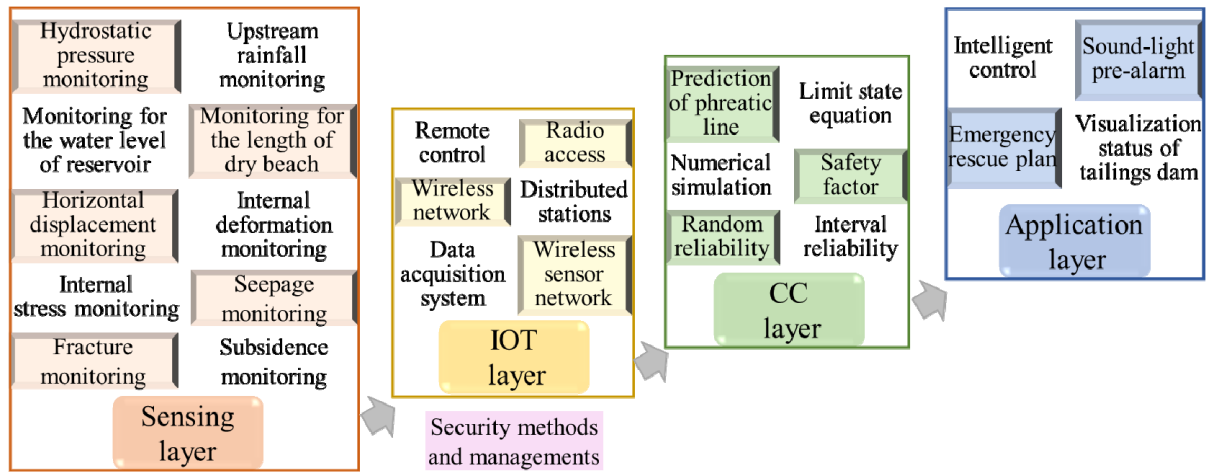 Hydrostatic
pressure
monitoring
Upstream
rainfall
monitoring
Monitoring for
the water level
of reservoir
Monitoring for
the length of
dry beach
Horizontal
displacement
monitoring
Internal
deformation
monitoring
Internal
stress monitoring
Seepage
monitoring
Fracture
monitoring
Subsidence
monitoring
Sensing
layer
Remote
control
Radio
access
Wireless
network
Distributed
stations
Data
acquisition
system
Wireless
sensor
network
IOT
layer
Security methods
and managements
Prediction
of phreatic
line
Limit state
equation
Numerical
simulation
Safety
factor
Random
reliability
Interval
reliability
CC
layer
Intelligent
control
Sound-light
pre-alarm
Emergency
rescue plan
Visualization
status of
tailings dam
Application
layer